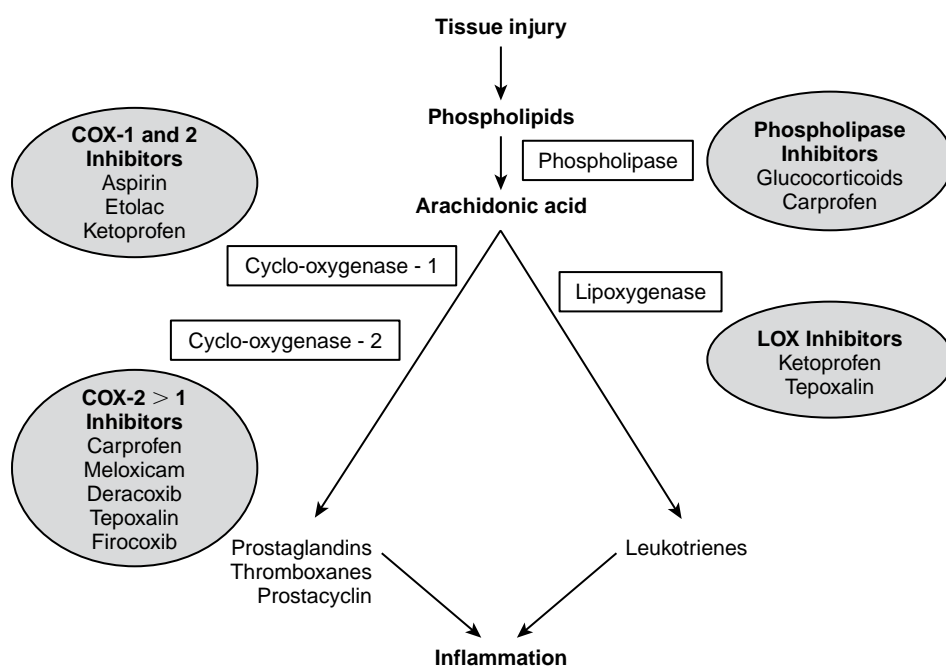 Tissue injury
Phospholipids
COX-1 and 2
Inhibitors
Aspirin
Etolac
Ketoprofen
Phospholipase
Phospholipase
Inhibitors
Glucocorticoids
Carprofen
Arachidonic acid
Cyclo-oxygenase - 1
Lipoxygenase
Cyclo-oxygenase - 2
LOX Inhibitors
Ketoprofen
Tepoxalin
COX-2 > 1
Inhibitors
Carprofen
Meloxicam
Deracoxib
Tepoxalin
Firocoxib
Prostaglandins
Thromboxanes
Prostacyclin
Leukotrienes
Inflammation